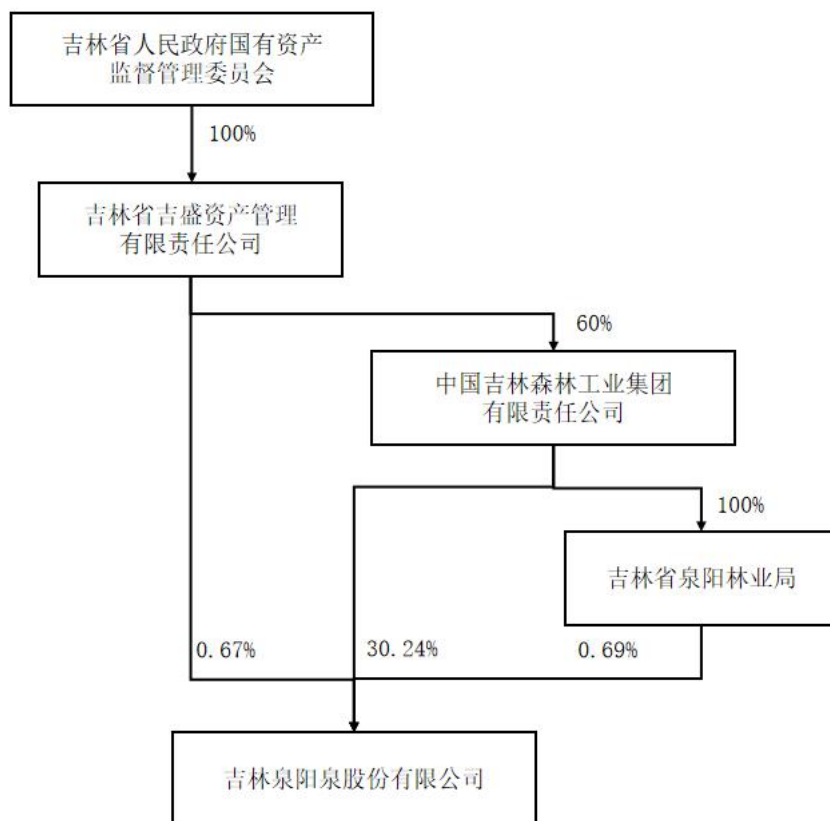 吉林省人民政府国有资产
监督管理委员会
100%
吉林省吉盛资产管理
有限责任公司
60%
中国吉林森林工业集团
有限责任公司
100%
吉林省泉阳林业局
0.67%
30.24%
0.69%
吉林泉阳泉股份有限公司